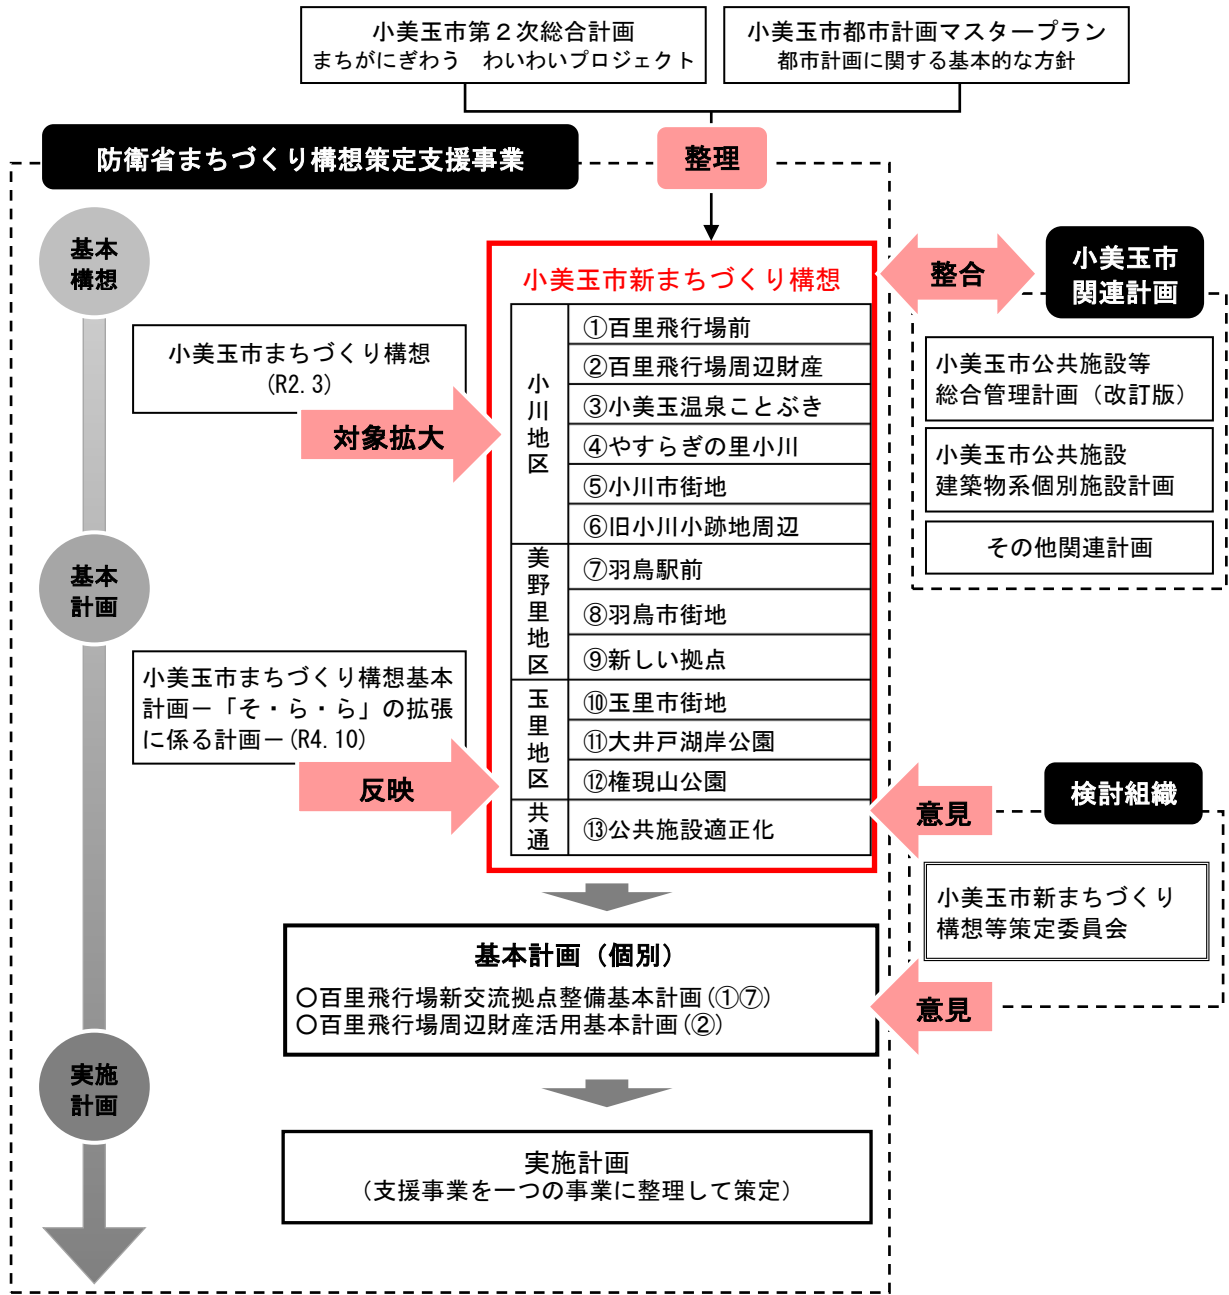 小美玉市第２次総合計画
まちがにぎわう　わいわいプロジェクト
小美玉市都市計画マスタープラン
都市計画に関する基本的な方針
防衛省まちづくり構想策定支援事業
整理
基本
構想
小美玉市新まちづくり構想
整合
小美玉市
関連計画
小美玉市まちづくり構想
(R2.3)
対象拡大
小川地区
①百里飛行場前
②百里飛行場周辺財産
③小美玉温泉ことぶき
④やすらぎの里小川
⑤小川市街地
⑥旧小川小跡地周辺
美野里地区
⑦羽鳥駅前
⑧羽鳥市街地
⑨新しい拠点
玉里地区
⑩玉里市街地
⑪大井戸湖岸公園
⑫権現山公園
共通
⑬公共施設適正化
小美玉市公共施設等
総合管理計画（改訂版）
小美玉市公共施設
建築物系個別施設計画
その他関連計画
基本
計画
小美玉市まちづくり構想基本
計画－「そ・ら・ら」の拡張
に係る計画－(R4.10)
反映
意見
検討組織
小美玉市新まちづくり
構想等策定委員会
意見
基本計画（個別）
○百里飛行場新交流拠点整備基本計画(①⑦)
○百里飛行場周辺財産活用基本計画(②)
実施
計画
実施計画
（支援事業を一つの事業に整理して策定）